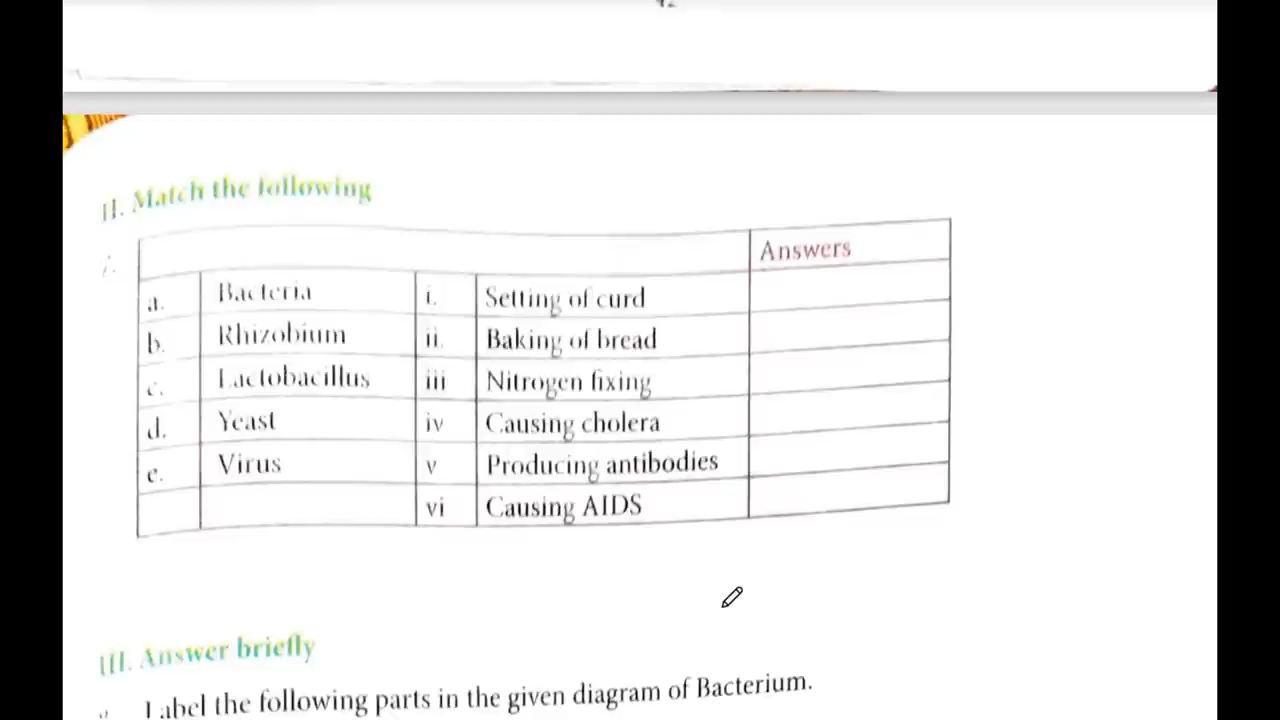 II. Match the following
Answers
a. Bacteria i. Setting of curd
b. Rhizobium ii. Baking of bread
c. Lactobacillus iii Nitrogen fixing
d. Yeast iv Causing cholera
e. Virus v Producing antibodies
vi Causing AIDS
III. Answer briefly
Label the following parts in the given diagram of Bacterium.